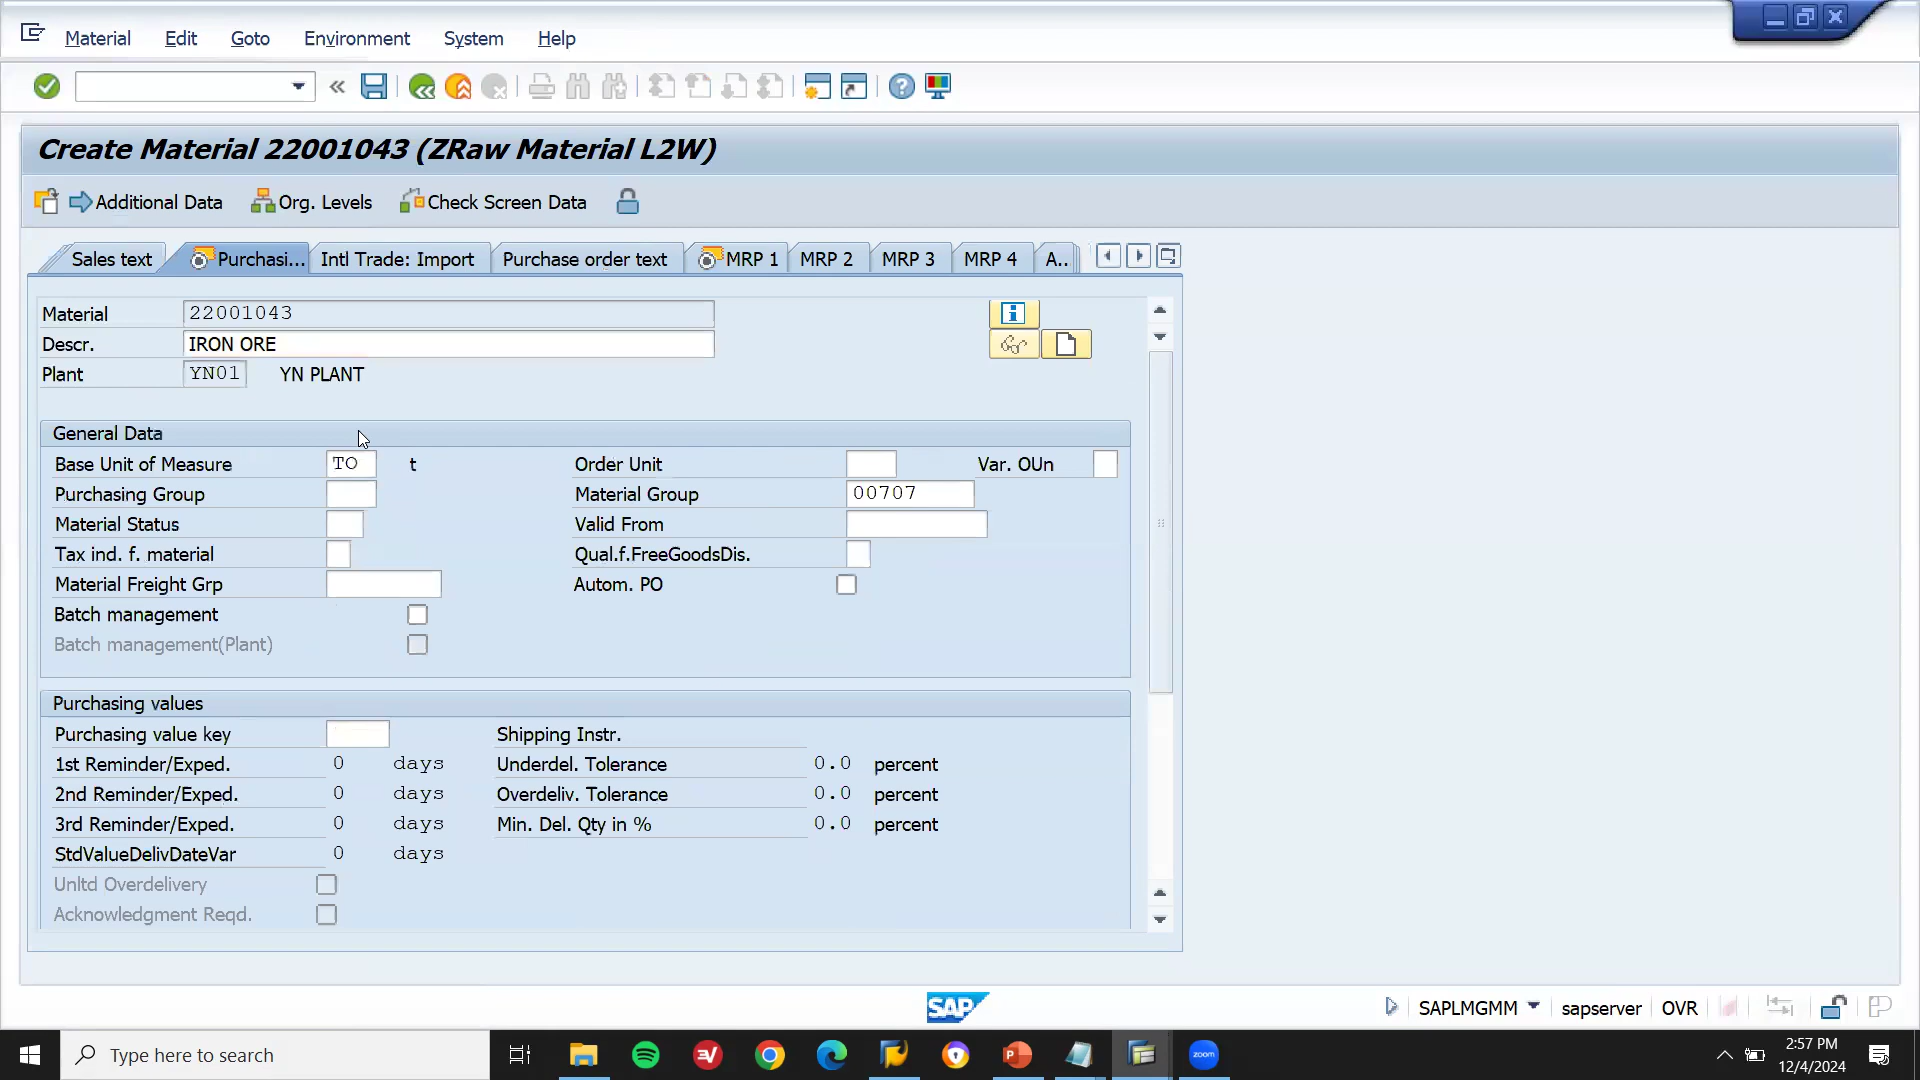 Material Edit Goto Environment System Help
Create Material 22001043 (ZRaw Material L2W)
Additional Data Org. Levels Check Screen Data
Sales text Purchasi... Intl Trade: Import Purchase order text MRP 1 MRP 2 MRP 3 MRP 4 A..
Material 22001043
Descr. IRON ORE
Plant YN01 YN PLANT
General Data
Base Unit of Measure TO t Order Unit Var. OUn
Purchasing Group Material Group 00707
Material Status Valid From
Tax ind. f. material Qual.f.FreeGoodsDis.
Material Freight Grp Autom. PO
Batch management
Batch management(Plant)
Purchasing values
Purchasing value key Shipping Instr.
1st Reminder/Exped. 0 days Underdel. Tolerance 0.0 percent
2nd Reminder/Exped. 0 days Overdeliv. Tolerance 0.0 percent
3rd Reminder/Exped. 0 days Min. Del. Qty in % 0.0 percent
StdValueDelivDateVar 0 days
Unltd Overdelivery
Acknowledgment Reqd.
SAP SAPLMGMM sapserver OVR
Type here to search zoom 2:57 PM
12/4/2024